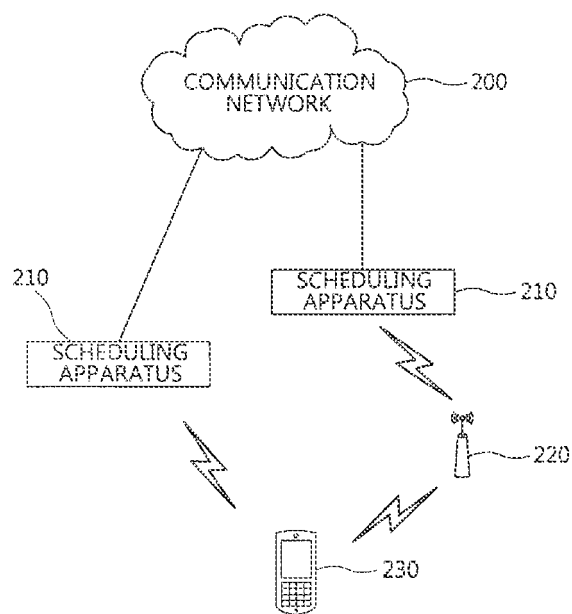 COMMUNICATION
NETWORK
200
210
SCHEDULING
APPARATUS
210
SCHEDULING
APPARATUS
220
230